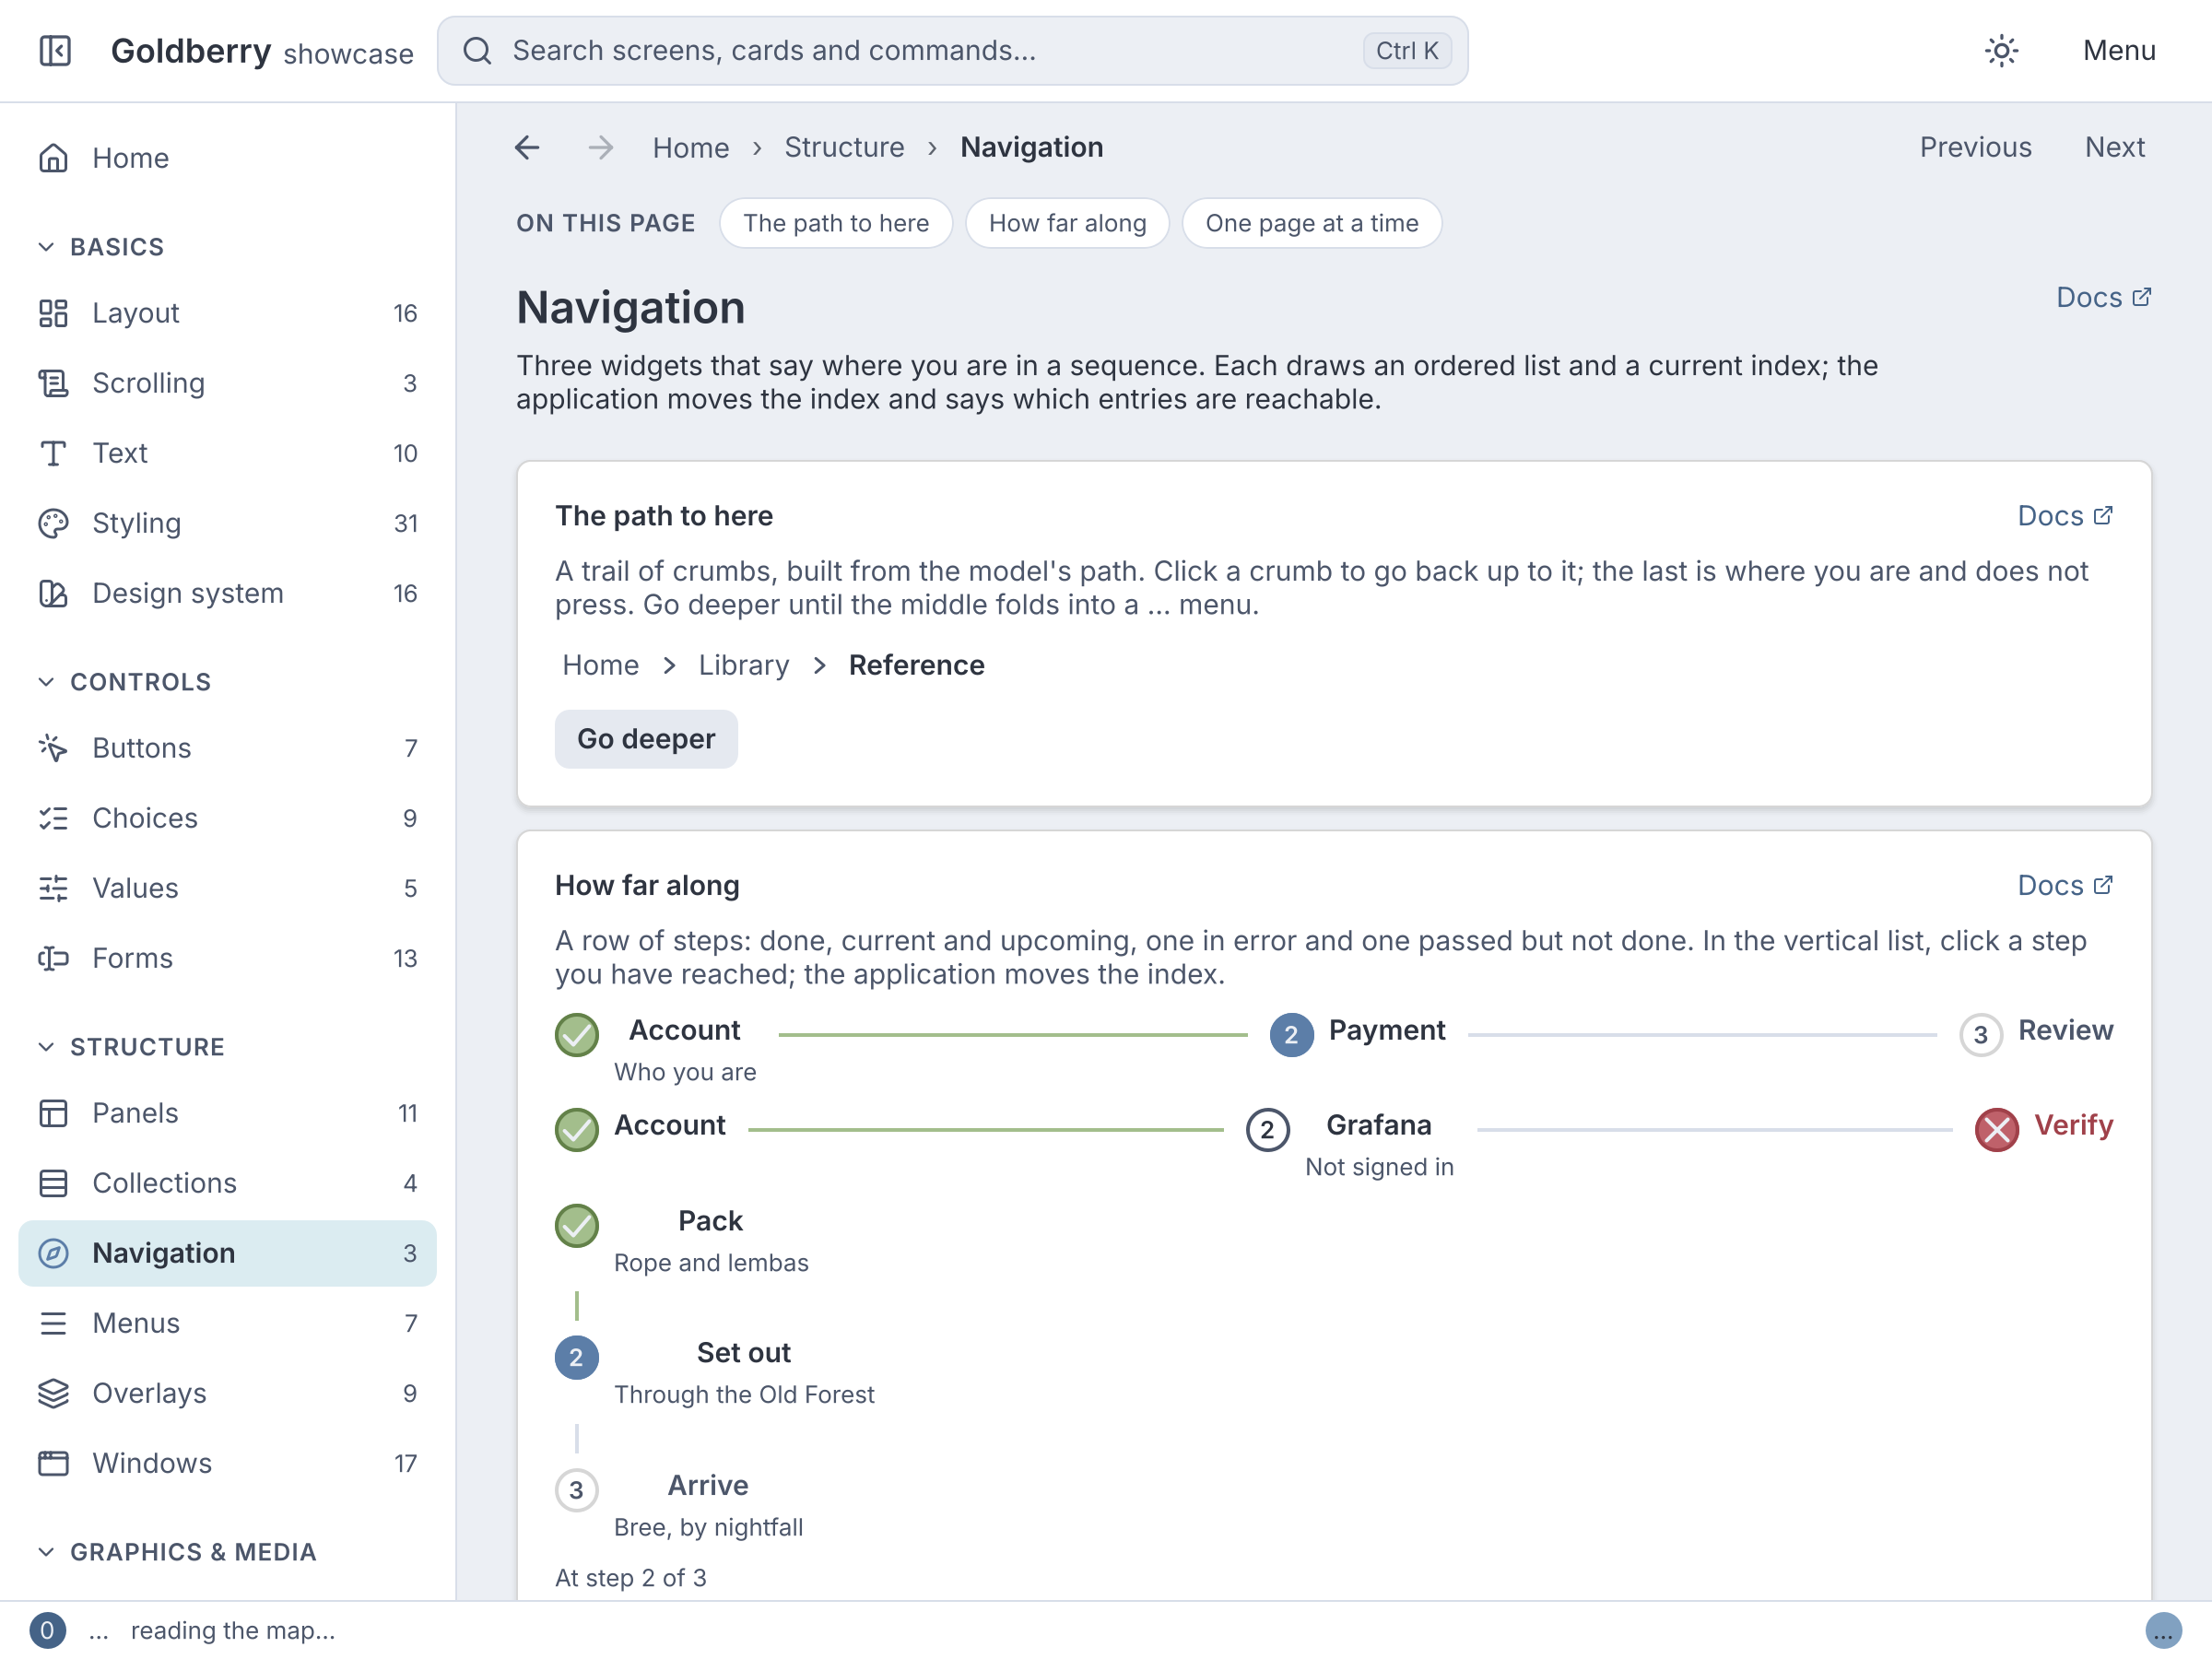 Goldberry showcase
Search screens, cards and commands...
Ctrl K
Menu
Home
BASICS
Layout 16
Scrolling 3
Text 10
Styling 31
Design system 16
CONTROLS
Buttons 7
Choices 9
Values 5
Forms 13
STRUCTURE
Panels 11
Collections 4
Navigation 3
Menus 7
Overlays 9
Windows 17
GRAPHICS & MEDIA
Home › Structure › Navigation
Previous Next
ON THIS PAGE The path to here How far along One page at a time
Navigation
Docs
Three widgets that say where you are in a sequence. Each draws an ordered list and a current index; the
application moves the index and says which entries are reachable.
The path to here
Docs
A trail of crumbs, built from the model's path. Click a crumb to go back up to it; the last is where you are and does not
press. Go deeper until the middle folds into a ... menu.
Home > Library > Reference
Go deeper
How far along
Docs
A row of steps: done, current and upcoming, one in error and one passed but not done. In the vertical list, click a step
you have reached; the application moves the index.
Account 2 Payment 3 Review
Who you are
Account 2 Grafana Verify
Not signed in
Pack
Rope and lembas
2 Set out
Through the Old Forest
3 Arrive
Bree, by nightfall
At step 2 of 3
0 ... reading the map... ...